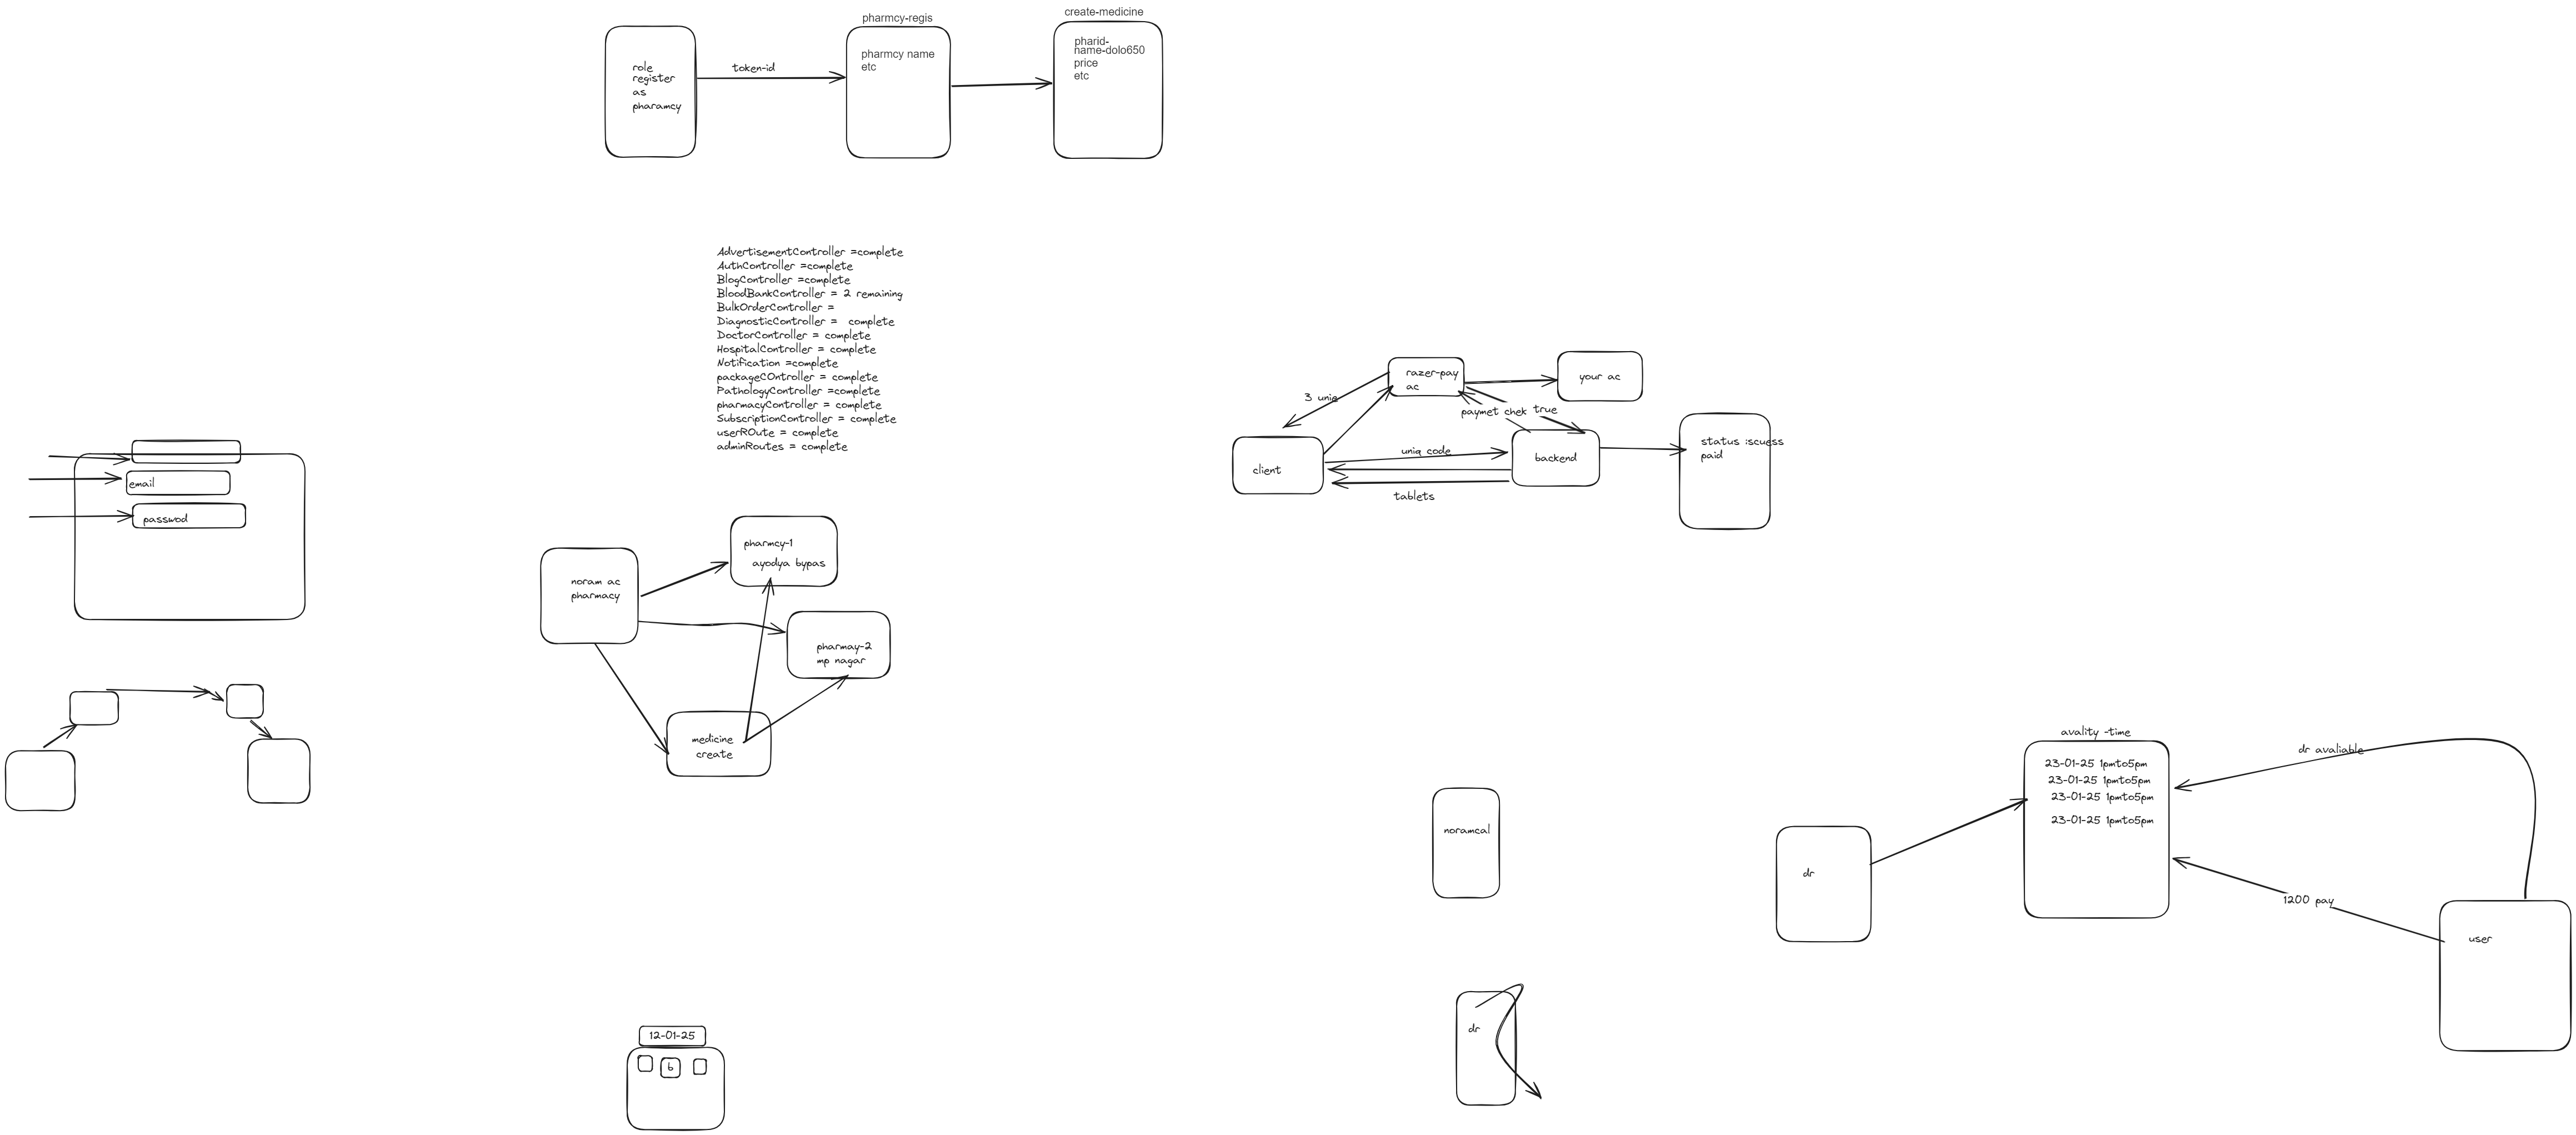 pharmcy-regis
create-medicine
role
register
as
pharamcy
token-id
pharmcy name
etc
pharid-
name-dolo650
price
etc
AdvertisementController =complete
AuthController =complete
BlogController =complete
BloodBankController = 2 remaining
BulkOrderController =
DiagnosticController =  complete
DoctorController = complete
HospitalController = complete
Notification =complete
packageCOntroller = complete
PathologyController =complete
pharmacyController = complete
SubscriptionController = complete
userROute = complete
adminRoutes = complete
razer-pay
ac
your ac
3 unie
paymet chek
true
client
uniq code
backend
tablets
status :scuess
paid
email
passwod
noram ac
pharmacy
pharmcy-1
ayodya bypas
pharmay-2
mp nagar
medicine
create
noramcal
dr
avality -time
23-01-25 1pmto5pm
23-01-25 1pmto5pm
23-01-25 1pmto5pm
23-01-25 1pmto5pm
dr avaliable
dr
1200 pay
user
12-01-25
b